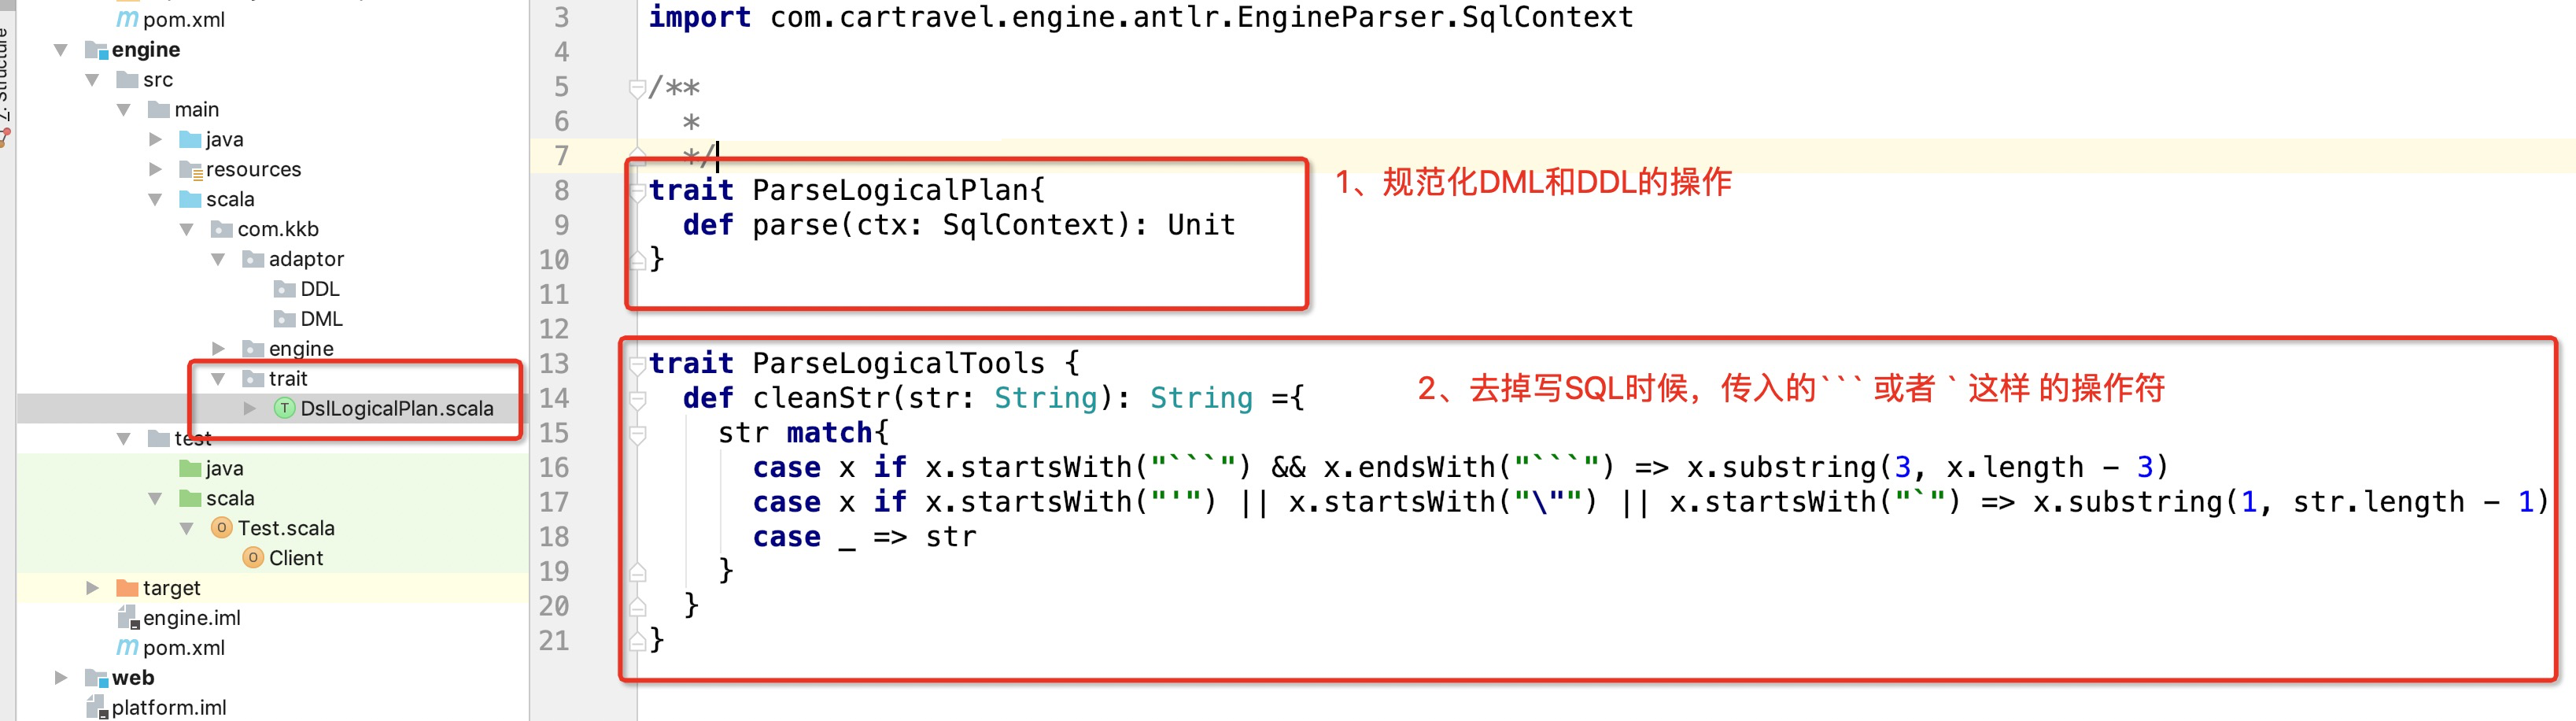 pom.xml
engine
src
main
java
resources
scala
com.kkb
adaptor
DDL
DML
engine
trait
DslLogicalPlan.scala
test
java
scala
Test.scala
Client
target
engine.iml
pom.xml
web
platform.iml
Z: Structure
3 import com.cartravel.engine.antlr.EngineParser.SqlContext
4
5 /**
6 *
7 */
8 trait ParseLogicalPlan{
1、规范化DML和DDL的操作
9 def parse(ctx: SqlContext): Unit
10 }
11
12
13 trait ParseLogicalTools {
14 def cleanStr(str: String): String ={
2、去掉写SQL时候，传入的```或者 ` 这样 的操作符
15 str match{
16 case x if x.startsWith("```") && x.endsWith("```") => x.substring(3, x.length - 3)
17 case x if x.startsWith("'") || x.startsWith("\"") || x.startsWith("`") => x.substring(1, str.length - 1)
18 case _ => str
19 }
20 }
21 }